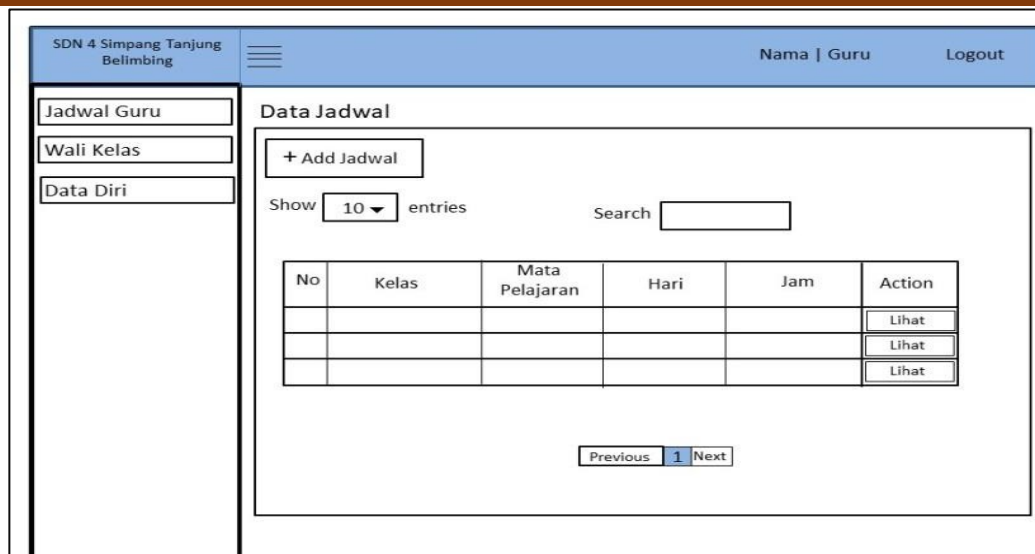 SDN 4 Simpang Tanjung
Belimbing
Nama | Guru
Logout
Jadwal Guru
Wali Kelas
Data Diri
Data Jadwal
+ Add Jadwal
Show 10 entries
Search
No Kelas Mata Pelajaran Hari Jam Action
Lihat
Lihat
Lihat
Previous 1 Next